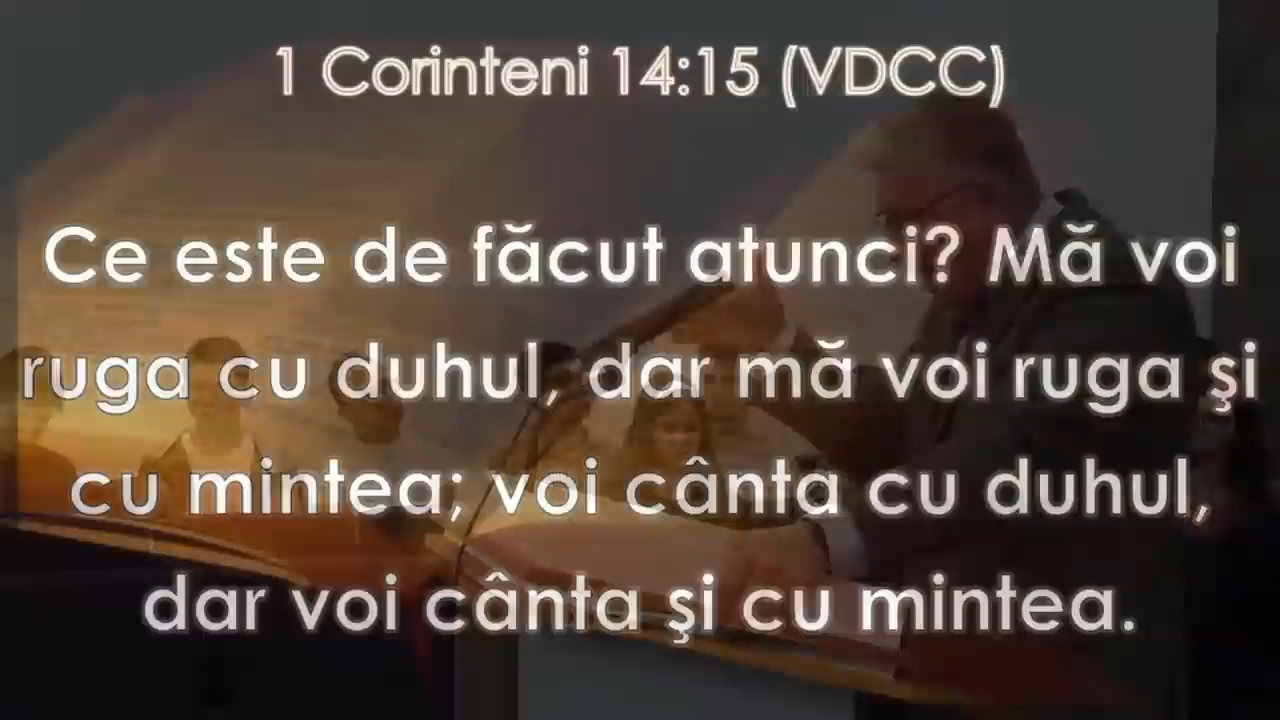 1 Corinteni 14:15 (VDCC)
Ce este de făcut atunci? Mă voi
ruga cu duhul, dar mă voi ruga şi
cu mintea; voi cânta cu duhul,
dar voi cânta şi cu mintea.